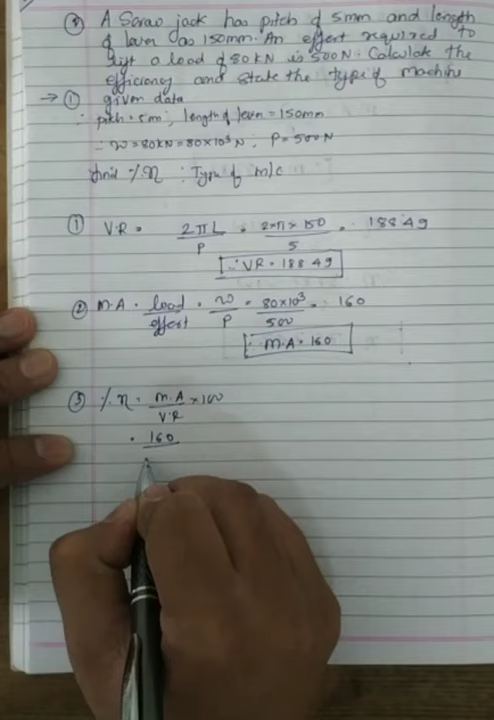 ③ A Screw jack has pitch of 5mm and length
of lever as 150mm. An effort required to
lift a load of 80 KN is 500N. Calculate the
efficiency and state the type of machine
→ ① given data
∴ pitch = 5m; length of lever = 150mm
∴ W = 80KN = 80×10³ N; P = 500N
find %η : Type of m/c
① V.R = 2πL / P = 2×π×150 / 5 = 188.49
∴ VR = 188.49
② M.A = load / effort = W / P = 80×10³ / 500 = 160
∴ M.A = 160
③ %η = M.A / V.R × 100
= 160